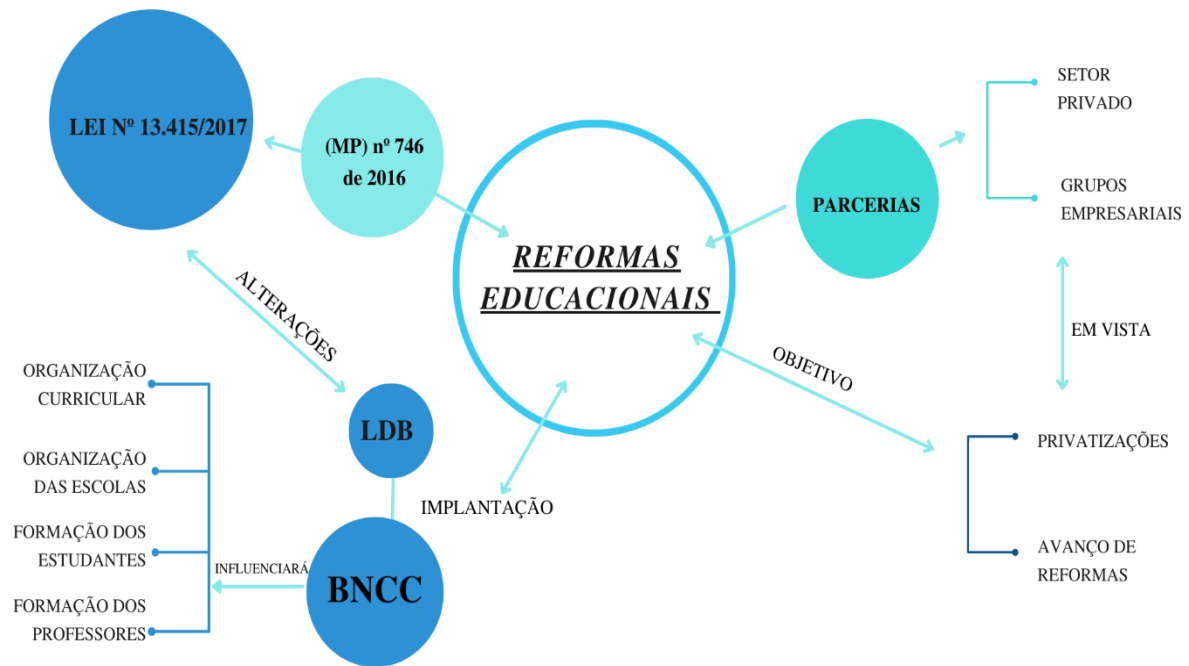 LEI Nº 13.415/2017
(MP) nº 746
de 2016
REFORMAS
EDUCACIONAIS
PARCERIAS
SETOR
PRIVADO
GRUPOS
EMPRESARIAIS
EM VISTA
OBJETIVO
PRIVATIZAÇÕES
AVANÇO DE
REFORMAS
ALTERAÇÕES
LDB
IMPLANTAÇÃO
BNCC
INFLUENCIARÁ
ORGANIZAÇÃO
CURRICULAR
ORGANIZAÇÃO
DAS ESCOLAS
FORMAÇÃO DOS
ESTUDANTES
FORMAÇÃO DOS
PROFESSORES